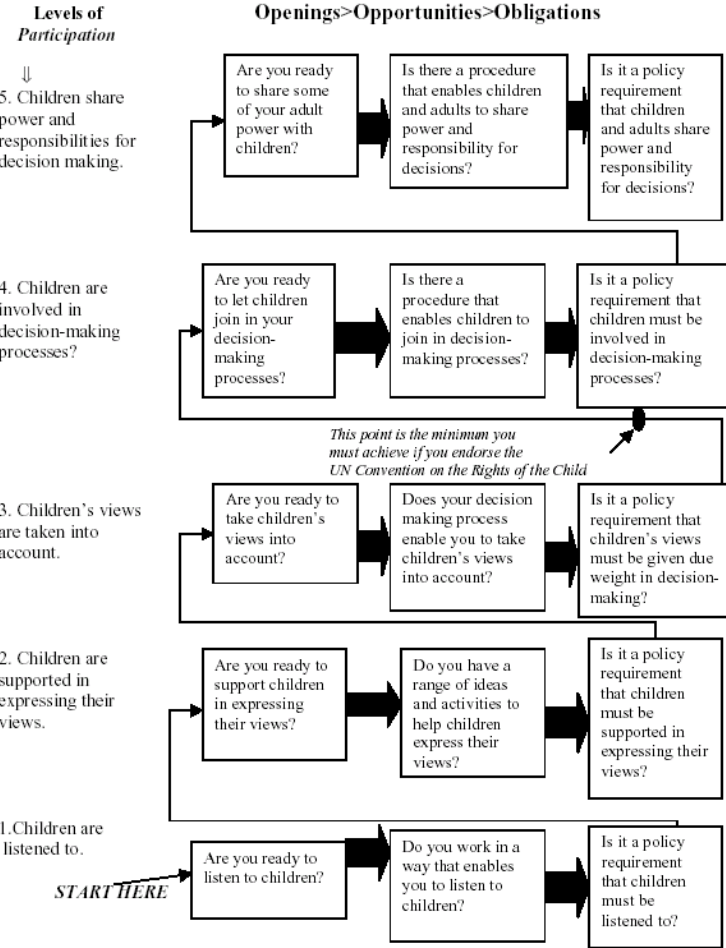 Levels of
Participation
Openings>Opportunities>Obligations
⇓
5. Children share
power and
responsibilities for
decision making.
Are you ready
to share some
of your adult
power with
children?
Is there a procedure
that enables children
and adults to share
power and
responsibility for
decisions?
Is it a policy
requirement
that children
and adults share
power and
responsibility
for decisions?
4. Children are
involved in
decision-making
processes?
Are you ready
to let children
join in your
decision-
making
processes?
Is there a
procedure that
enables children to
join in decision-
making processes?
Is it a policy
requirement that
children must be
involved in
decision-making
processes?
This point is the minimum you
must achieve if you endorse the
UN Convention on the Rights of the Child
3. Children’s views
are taken into
account.
Are you ready to
take children’s
views into
account?
Does your decision
making process
enable you to take
children’s views
into account?
Is it a policy
requirement that
children’s views
must be given due
weight in decision-
making?
2. Children are
supported in
expressing their
views.
Are you ready to
support children
in expressing
their views?
Do you have a
range of ideas
and activities to
help children
express their
views?
Is it a policy
requirement
that children
must be
supported in
expressing their
views?
1.Children are
listened to.
START HERE
Are you ready to
listen to children?
Do you work in a
way that enables
you to listen to
children?
Is it a policy
requirement
that children
must be
listened to?